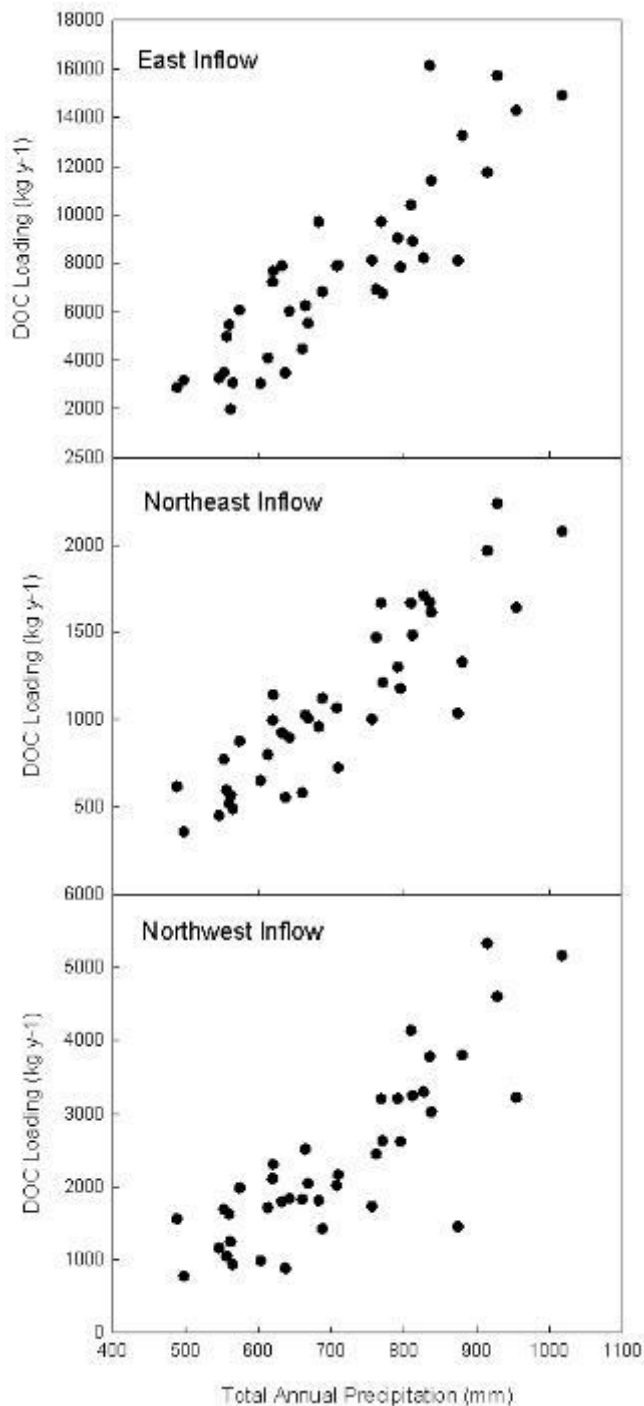 18000
16000
East Inflow
14000
12000
10000
8000
6000
4000
2000
DOC Loading (kg y-1)
2500
Northeast Inflow
2000
1500
1000
500
DOC Loading (kg y-1)
6000
Northwest Inflow
5000
4000
3000
2000
1000
0
DOC Loading (kg y-1)
400 500 600 700 800 900 1000 1100
Total Annual Precipitation (mm)